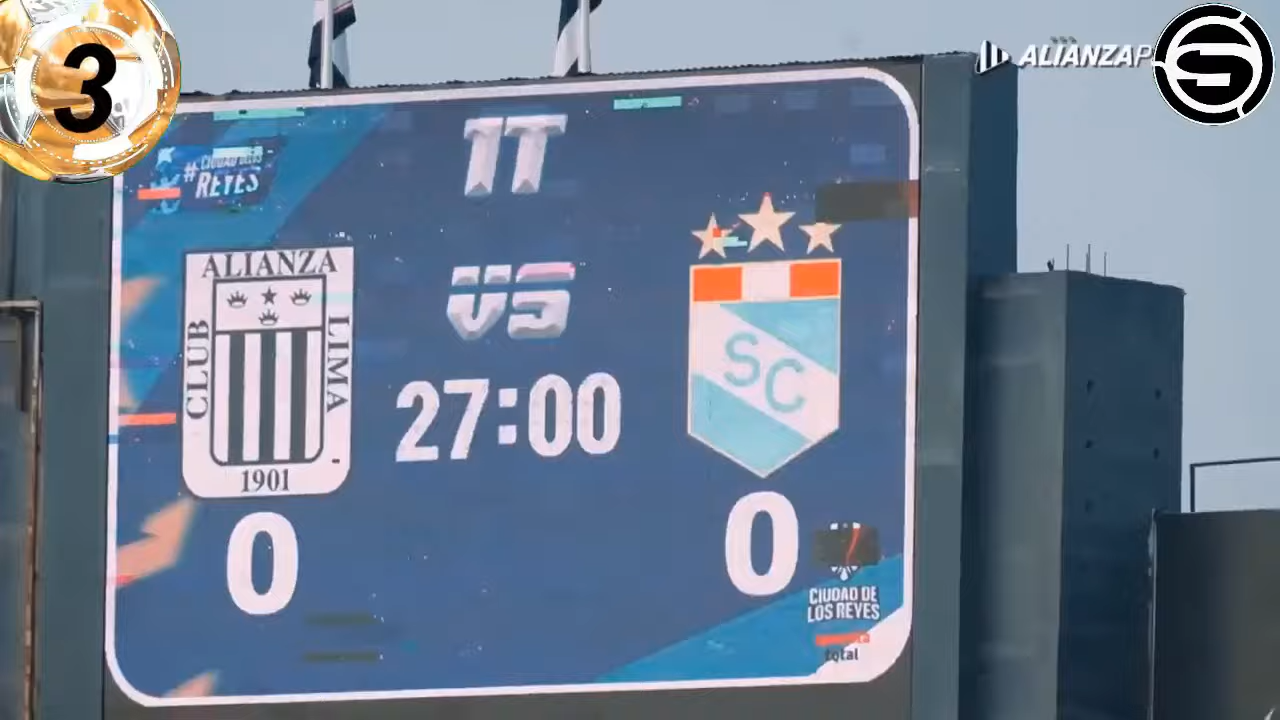 3
ALIANZAP
1T
#CIUDAD DE LOS
REYES
ALIANZA
CLUB
LIMA
1901
VS
27:00
SC
0
0
CIUDAD DE
LOS REYES
total